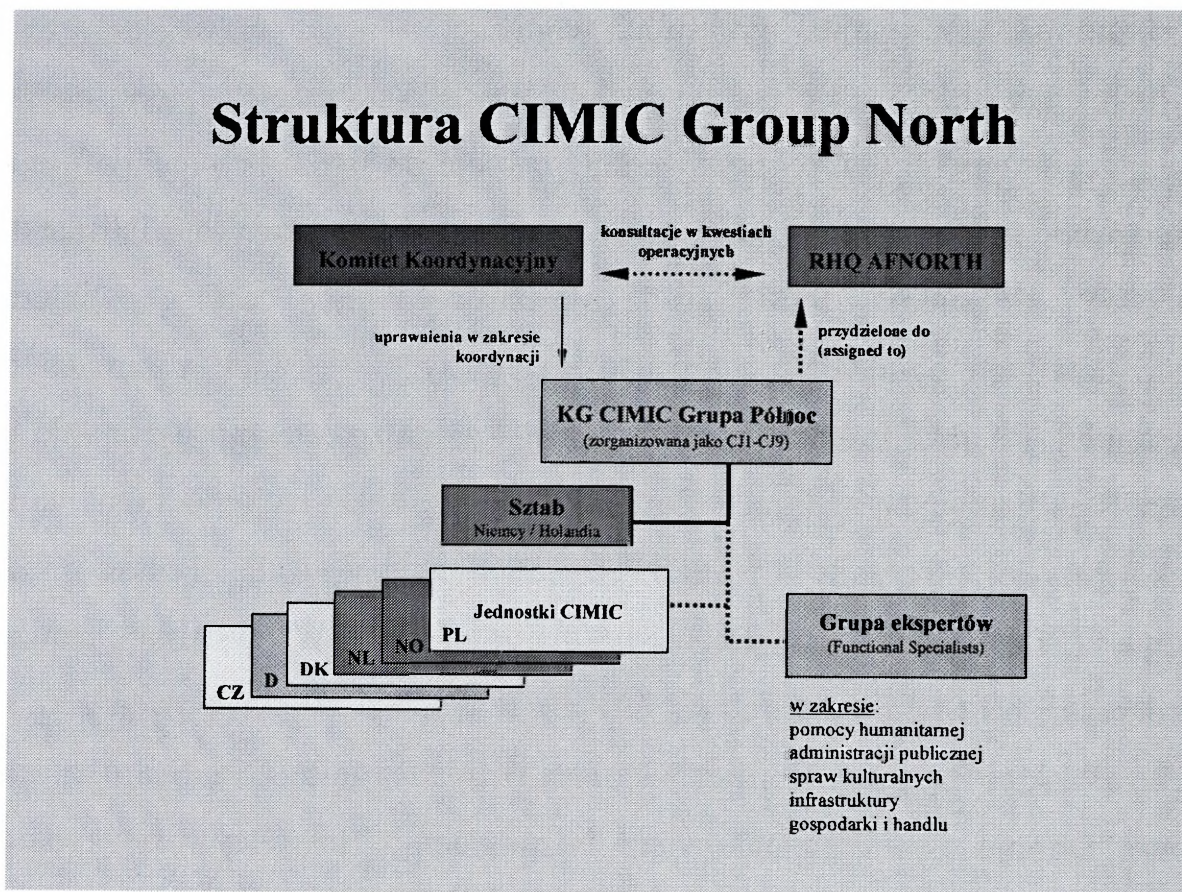 Struktura CIMIC Group North
Komitet Koordynacyjny
konsultacje w kwestiach
operacyjnych
RHQ AFNORTH
uprawnienia w zakresie
koordynacji
przydzielone do
(assigned to)
KG CIMIC Grupa Północ
(zorganizowana jako CJ1-CJ9)
Sztab
Niemcy / Holandia
Jednostki CIMIC
PL
NO
NL
DK
D
CZ
Grupa ekspertów
(Functional Specialists)
w zakresie:
pomocy humanitarnej
administracji publicznej
spraw kulturalnych
infrastruktury
gospodarki i handlu